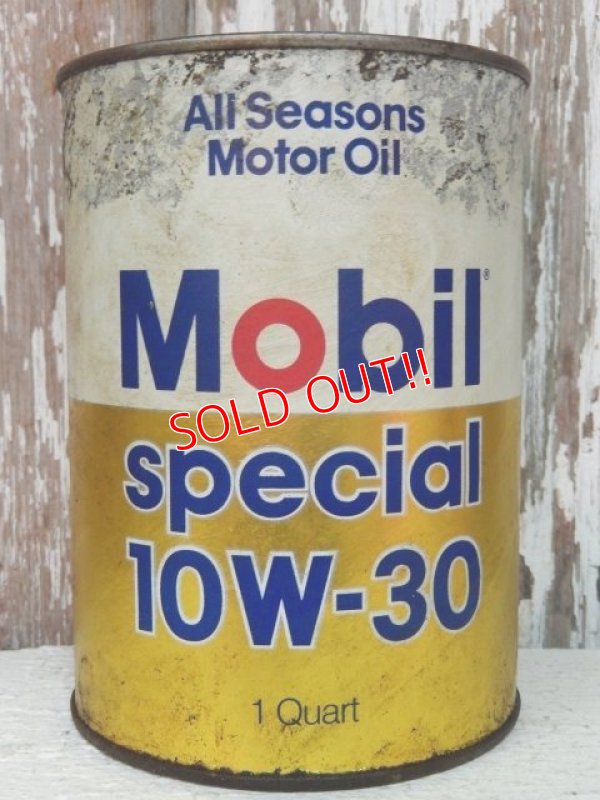 All Seasons
Motor Oil
Mobil®
SOLD OUT!!
special
10W-30
1 Quart